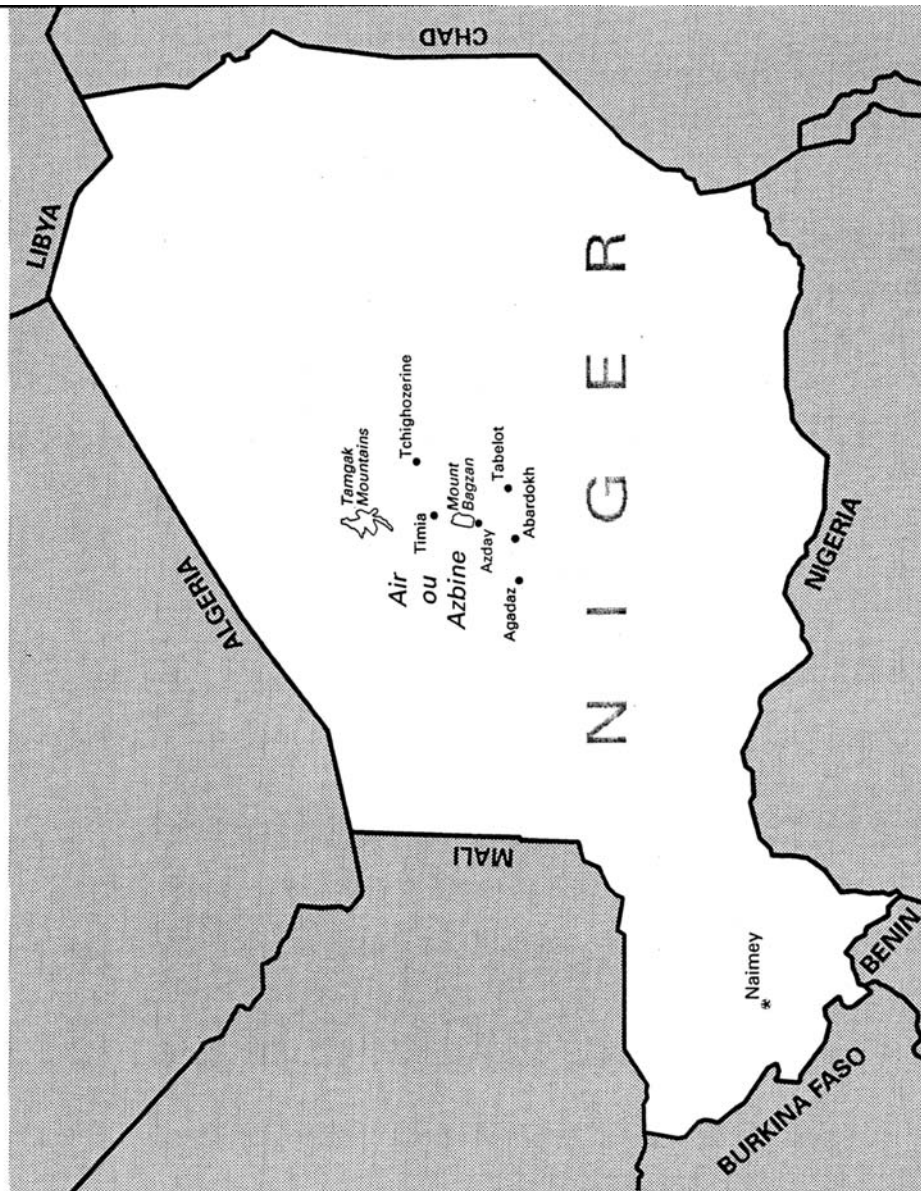 LIBYA
CHAD
ALGERIA
Tamgak
Mountains
Tchighozerine
Timia
Mount
Bagzan
Air
ou
Azbine
Azday
Tabelot
Abardokh
Agadaz
NIGER
MALI
NIGERIA
Naimey
BENIN
BURKINA FASO